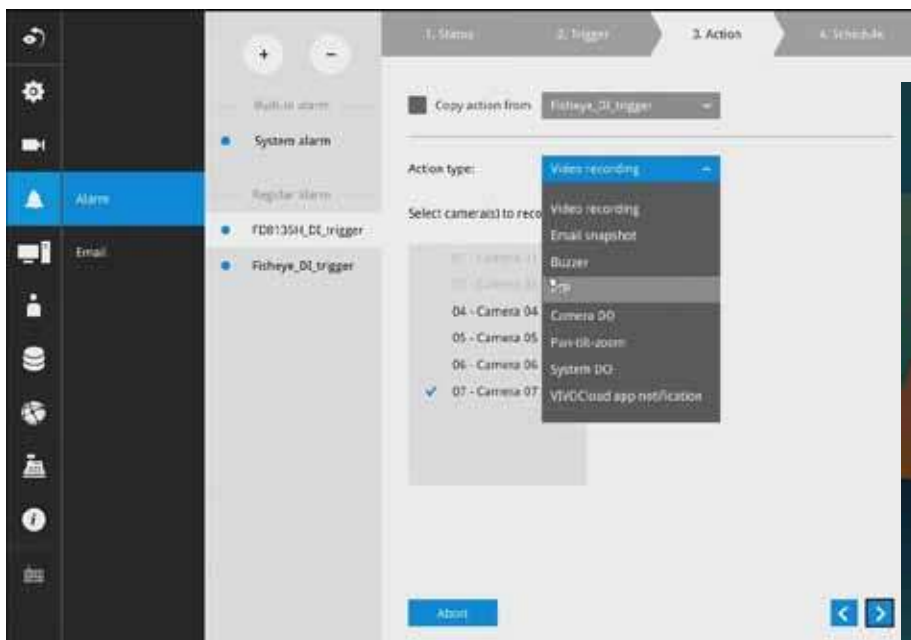 1. Status
2. Trigger
3. Action
4. Schedule
+
-
Built-in alarm
System alarm
Regular alarm
FD8135H_DI_trigger
Fisheye_DI_trigger
Alarm
Email
Copy action from
Fisheye_DI_trigger
Action type:
Video recording
Select camera(s) to reco
Video recording
Email snapshot
Buzzer
FTP
Camera DO
Pan-tilt-zoom
System DO
VIVOCloud app notification
04 - Camera 04
05 - Camera 05
06 - Camera 06
07 - Camera 07
Abort
<
>